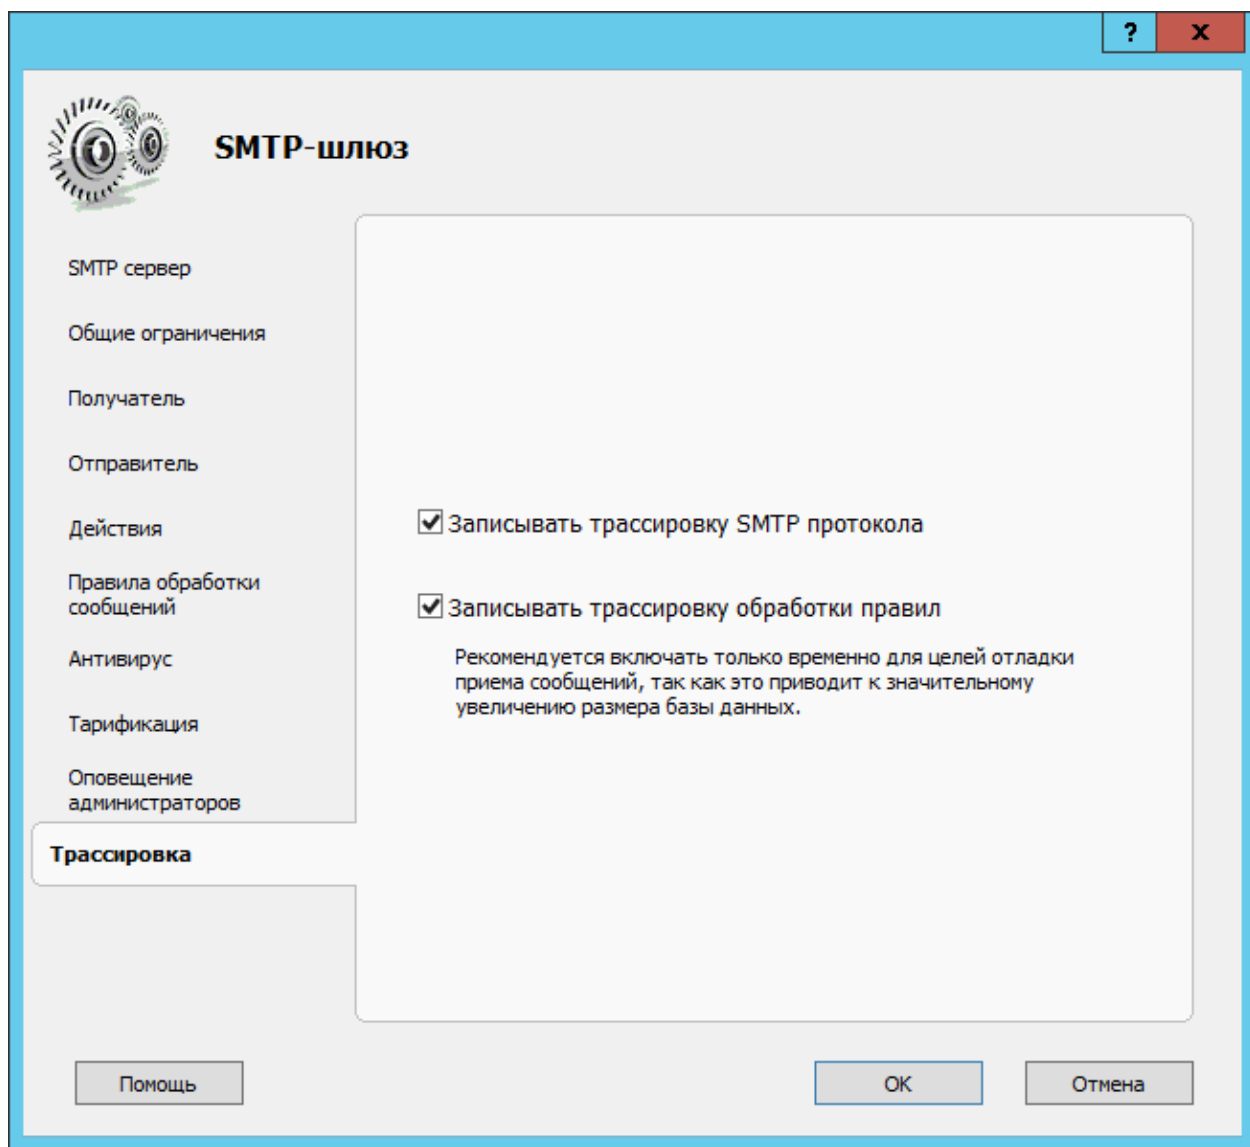 ?
x
SMTP-шлюз
SMTP сервер
Общие ограничения
Получатель
Отправитель
Действия
Правила обработки
сообщений
Антивирус
Тарификация
Оповещение
администраторов
Трассировка
Записывать трассировку SMTP протокола
Записывать трассировку обработки правил
Рекомендуется включать только временно для целей отладки
приема сообщений, так как это приводит к значительному
увеличению размера базы данных.
Помощь
OK
Отмена